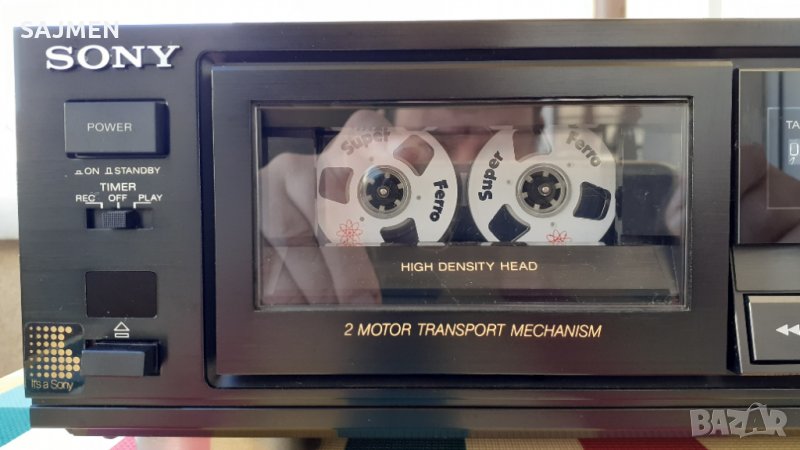 SAJMEN
SONY
POWER
ON STANDBY
TIMER
REC OFF PLAY
It's a Sony
Super
Ferro
Super
Ferro
HIGH DENSITY HEAD
2 MOTOR TRANSPORT MECHANISM
TA
BAZAR